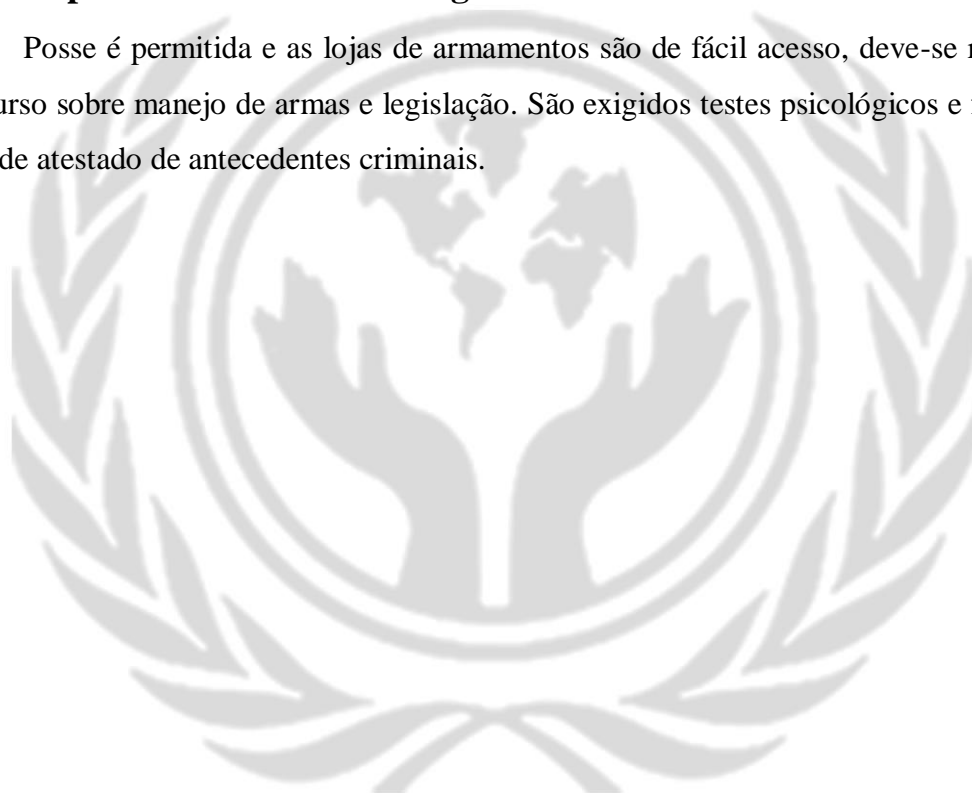 Posse é permitida e as lojas de armamentos são de fácil acesso, deve-se
sobre manejo de armas e legislação. São exigidos testes psicológicos e
de atestado de antecedentes criminais.